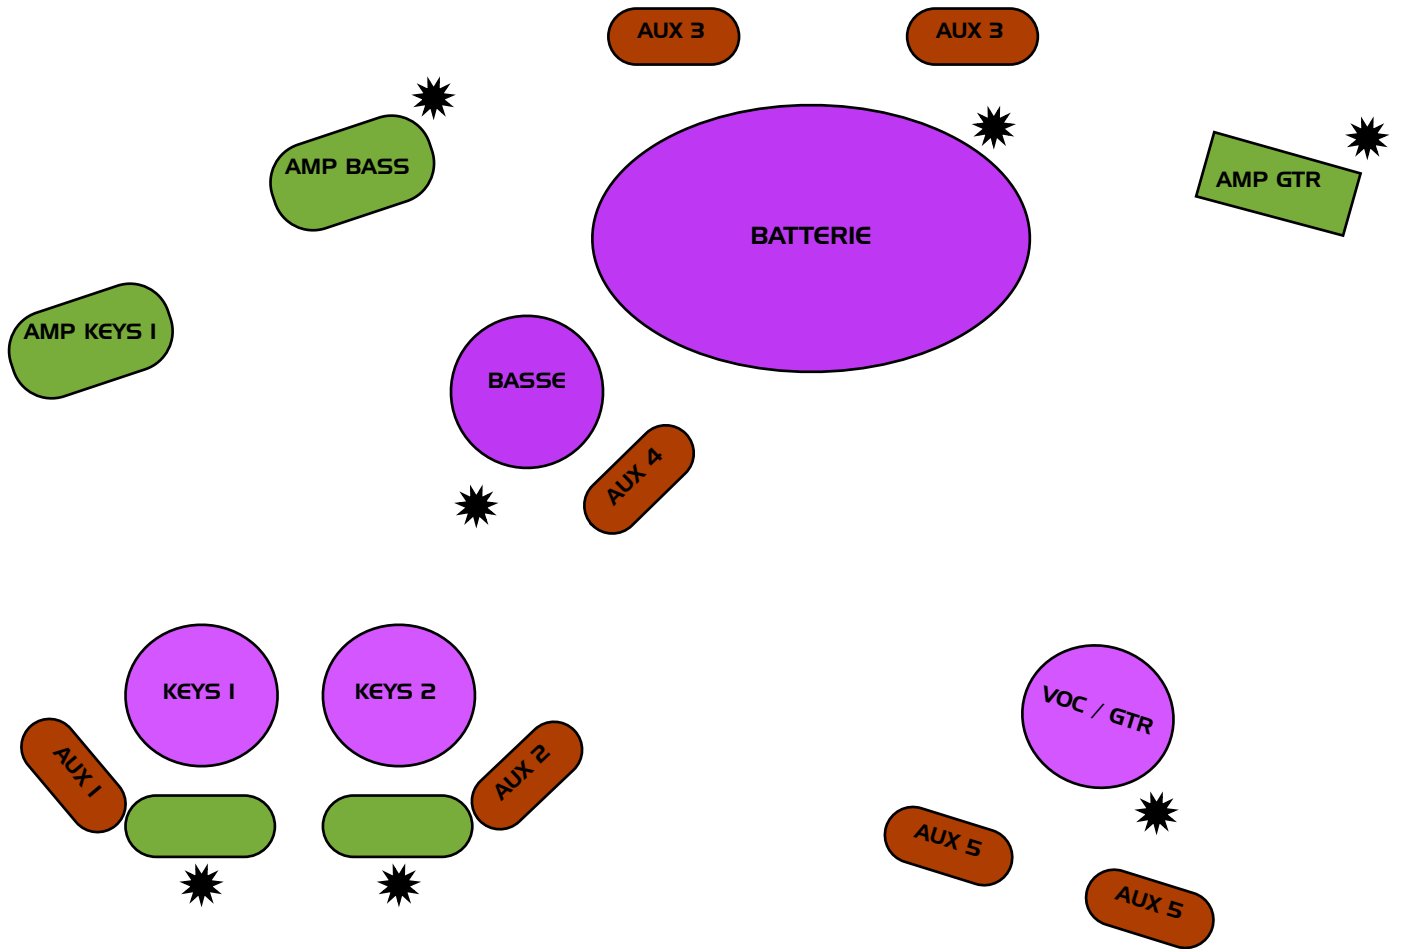 AUX 3
AUX 3
AMP BASS
AMP GTR
BATTERIE
AMP KEYS 1
BASSE
AUX 4
KEYS 1
KEYS 2
VOC / GTR
AUX 1
AUX 2
AUX 5
AUX 5